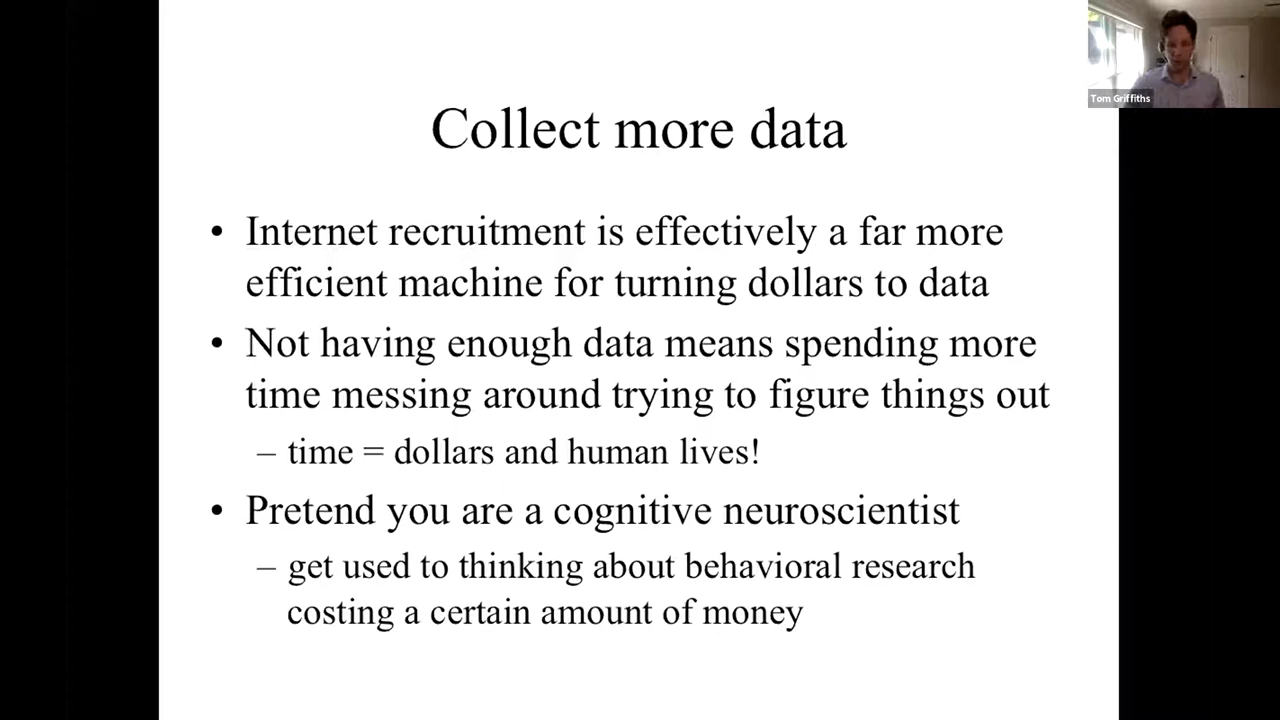 Tom Griffiths
Collect more data
• Internet recruitment is effectively a far more
efficient machine for turning dollars to data
• Not having enough data means spending more
time messing around trying to figure things out
– time = dollars and human lives!
• Pretend you are a cognitive neuroscientist
– get used to thinking about behavioral research
costing a certain amount of money